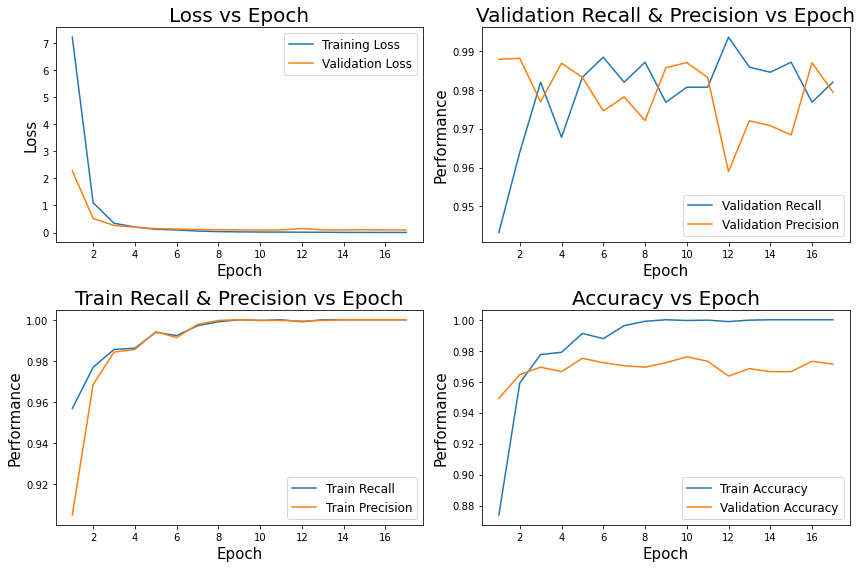 Loss vs Epoch
7
6
5
4
3
2
1
0
Loss
Training Loss
Validation Loss
2 4 6 8 10 12 14 16
Epoch
Validation Recall & Precision vs Epoch
0.99
0.98
0.97
0.96
0.95
Performance
Validation Recall
Validation Precision
2 4 6 8 10 12 14 16
Epoch
Train Recall & Precision vs Epoch
1.00
0.98
0.96
0.94
0.92
Performance
Train Recall
Train Precision
2 4 6 8 10 12 14 16
Epoch
Accuracy vs Epoch
1.00
0.98
0.96
0.94
0.92
0.90
0.88
Performance
Train Accuracy
Validation Accuracy
2 4 6 8 10 12 14 16
Epoch